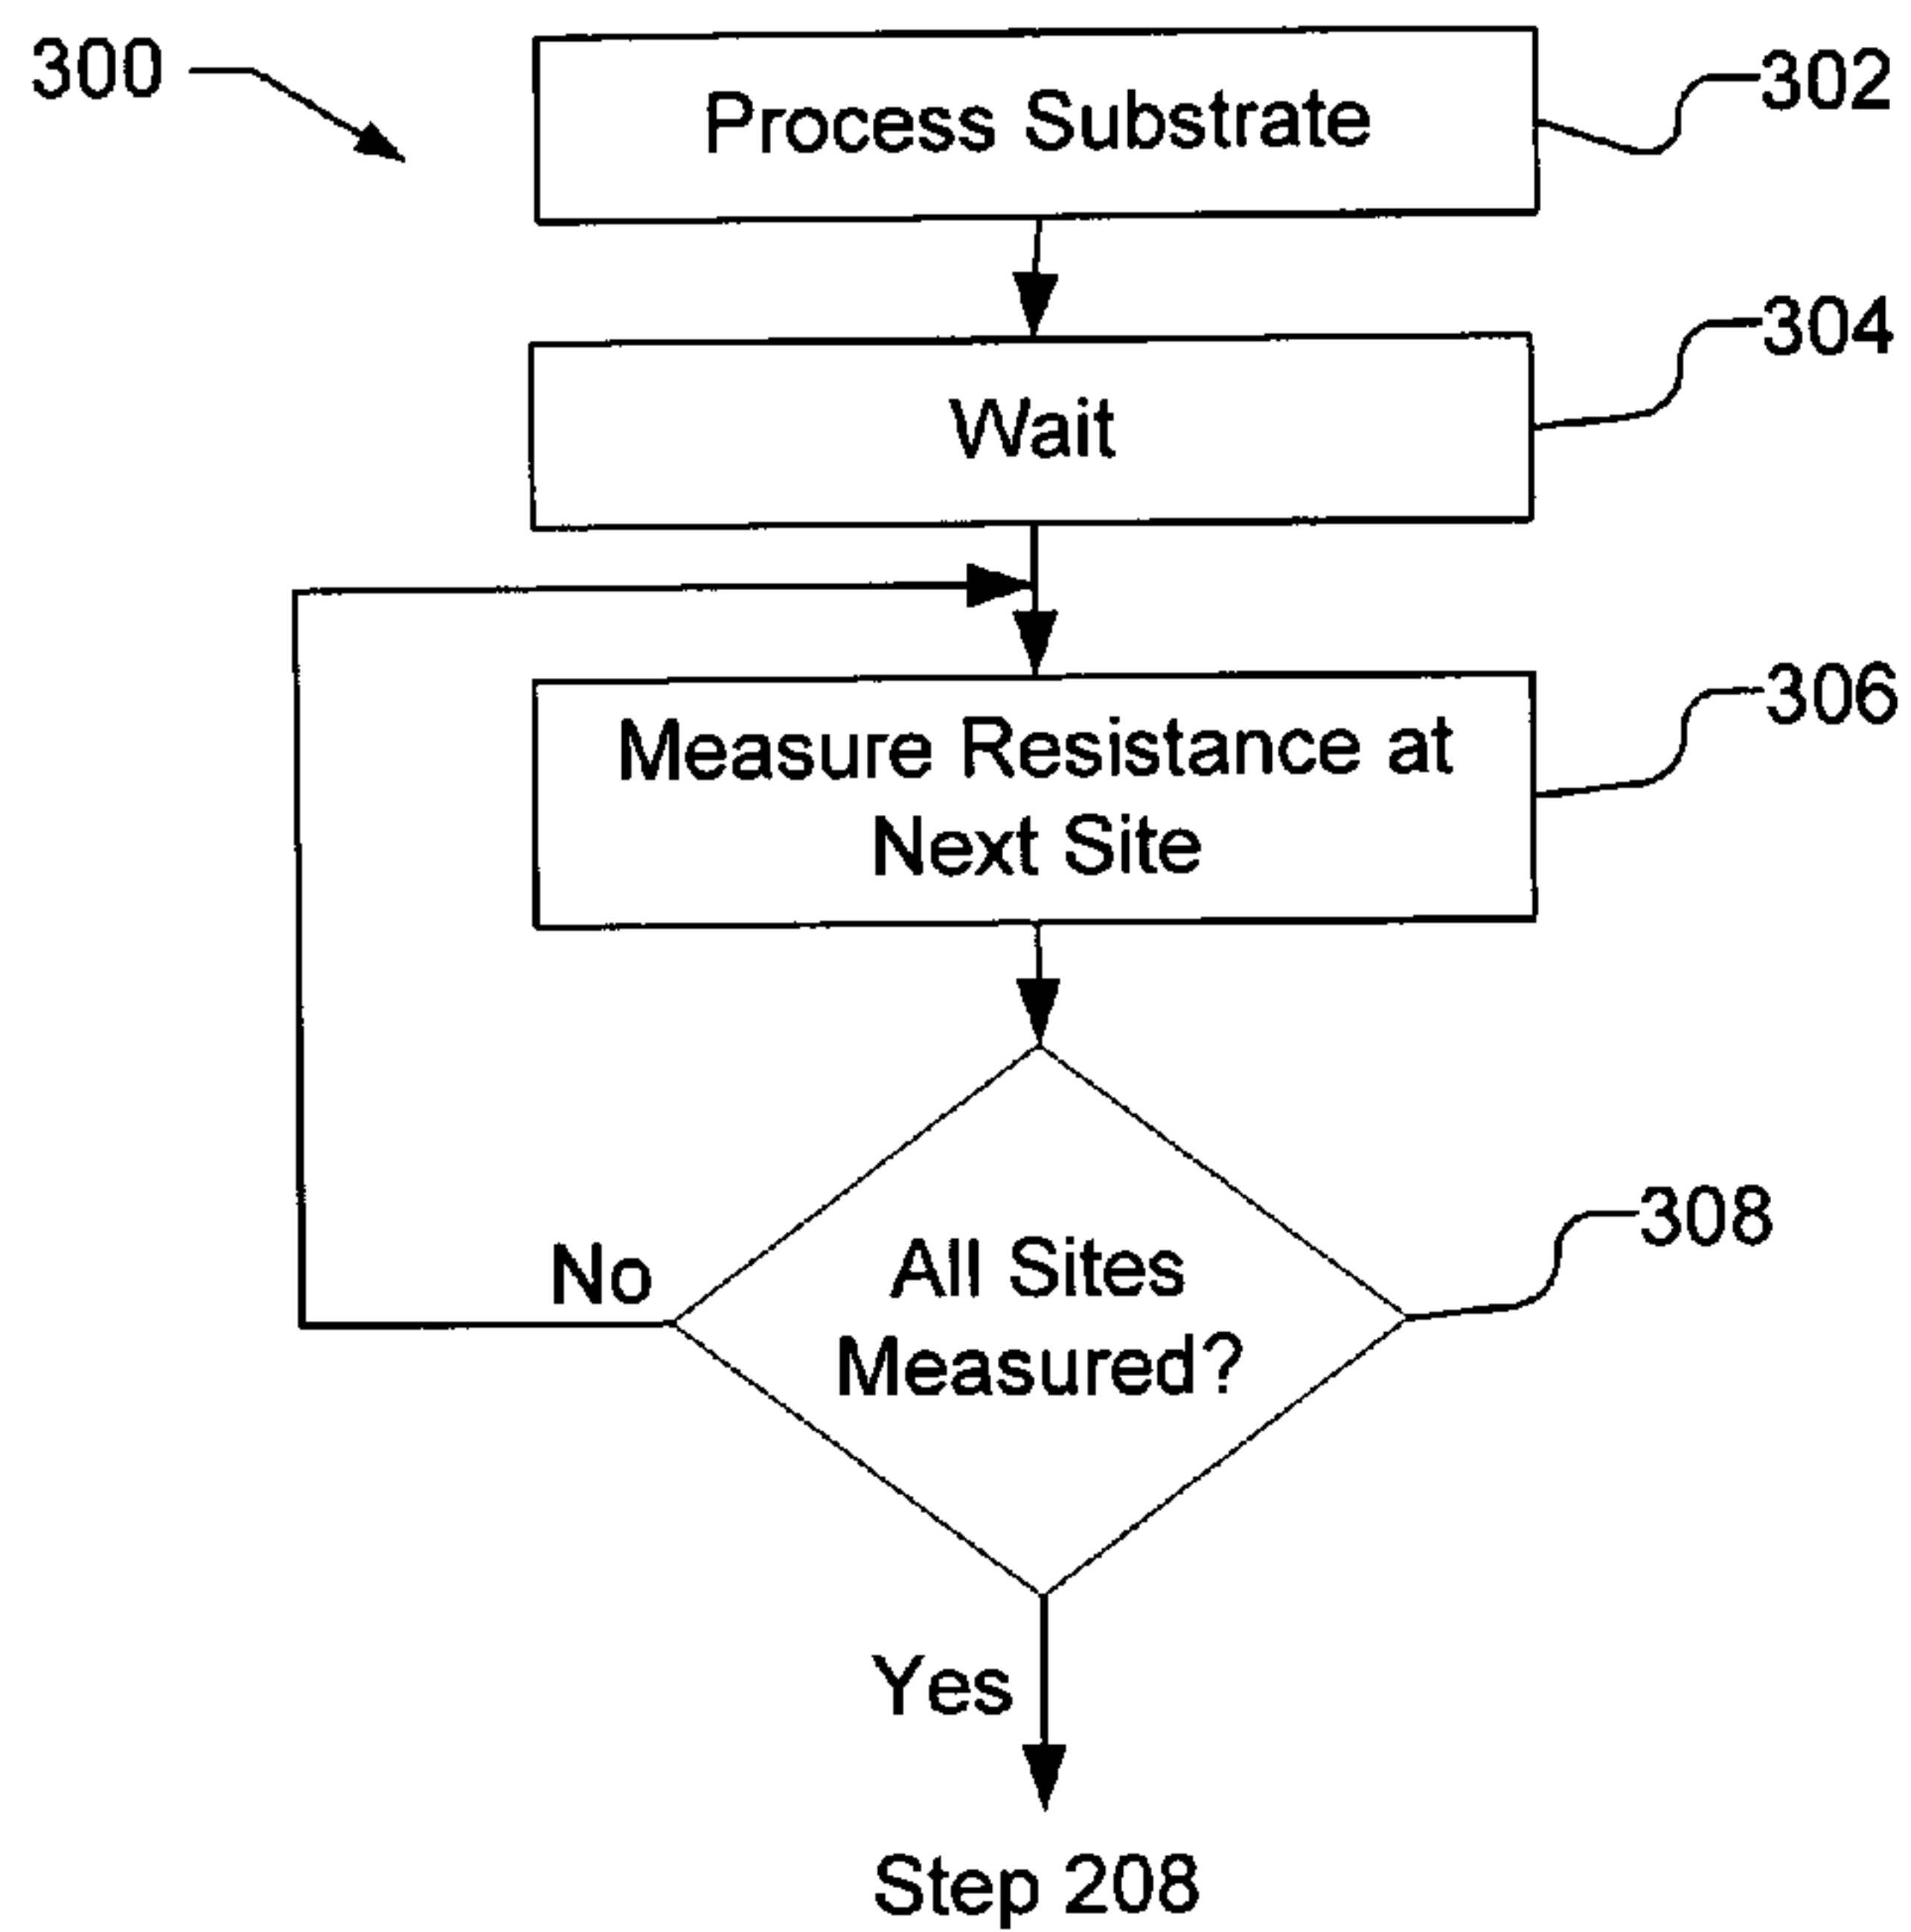 300
Process Substrate
302
Wait
304
Measure Resistance at
Next Site
306
All Sites
Measured?
308
No
Yes
Step 208